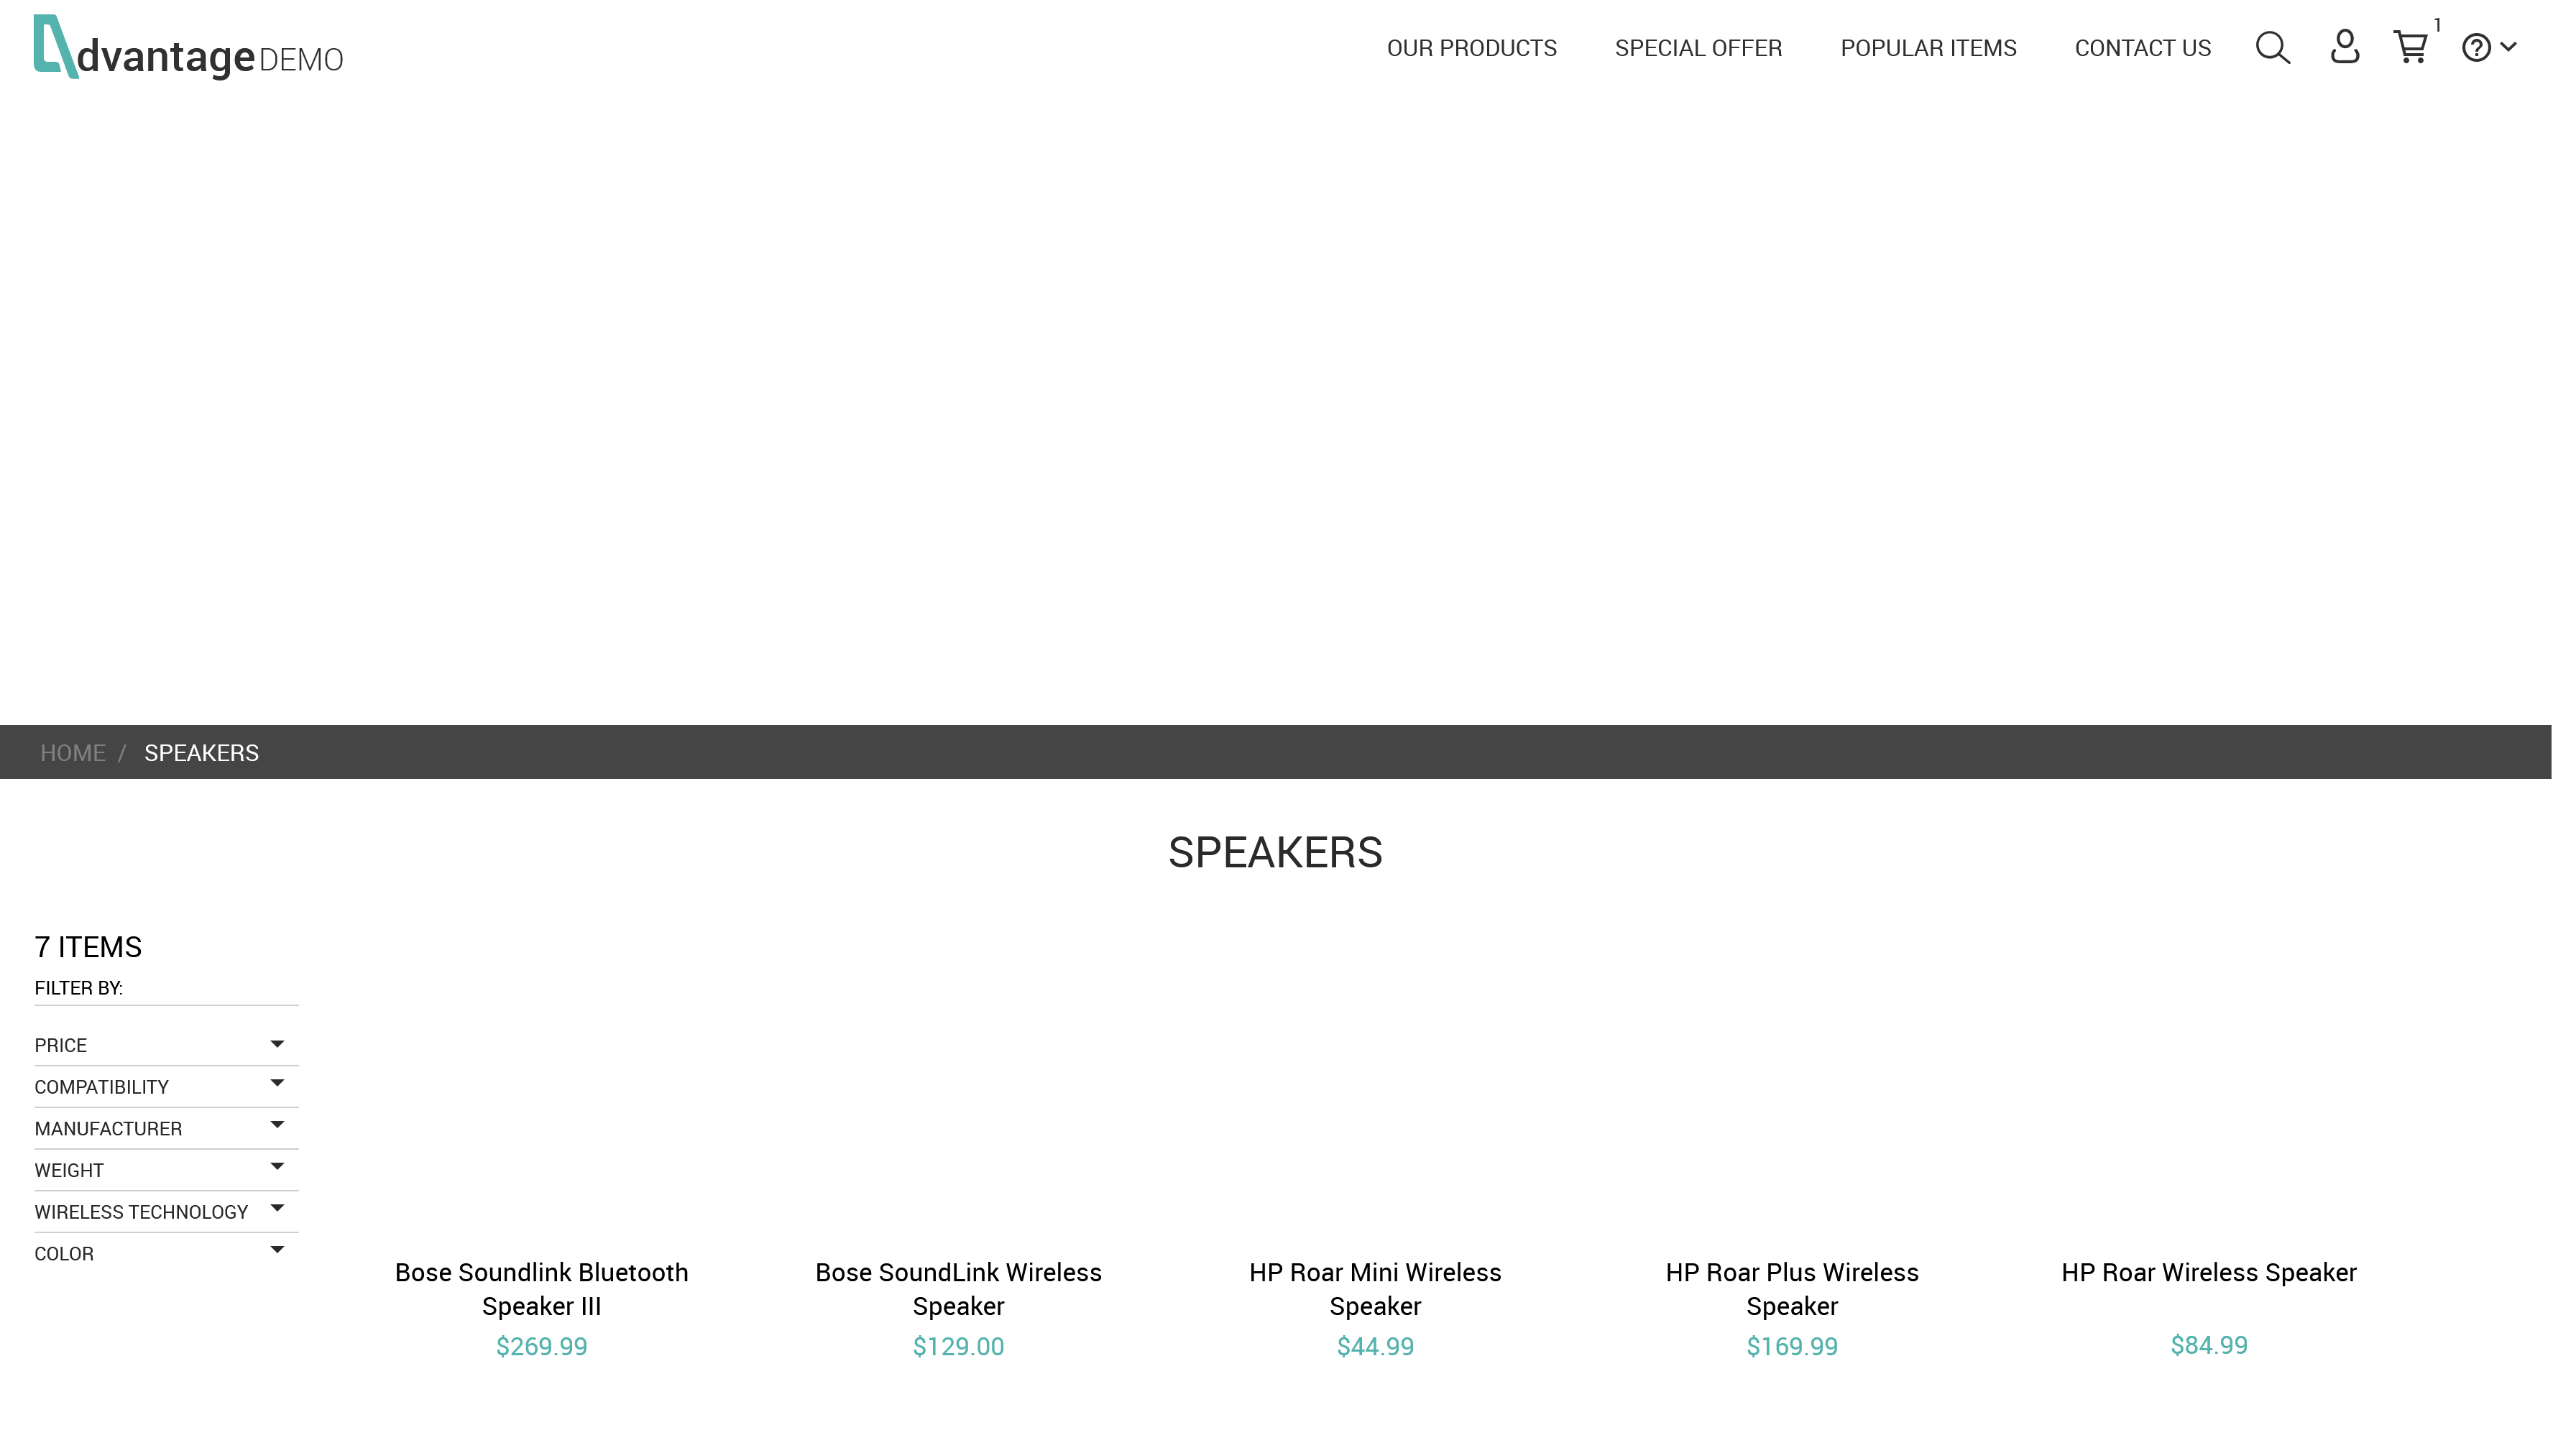 dvantage DEMO
OUR PRODUCTS
SPECIAL OFFER
POPULAR ITEMS
CONTACT US
1
HOME / SPEAKERS
SPEAKERS
7 ITEMS
FILTER BY:
PRICE
COMPATIBILITY
MANUFACTURER
WEIGHT
WIRELESS TECHNOLOGY
COLOR
Bose Soundlink Bluetooth
Speaker III
$269.99
Bose SoundLink Wireless
Speaker
$129.00
HP Roar Mini Wireless
Speaker
$44.99
HP Roar Plus Wireless
Speaker
$169.99
HP Roar Wireless Speaker
$84.99